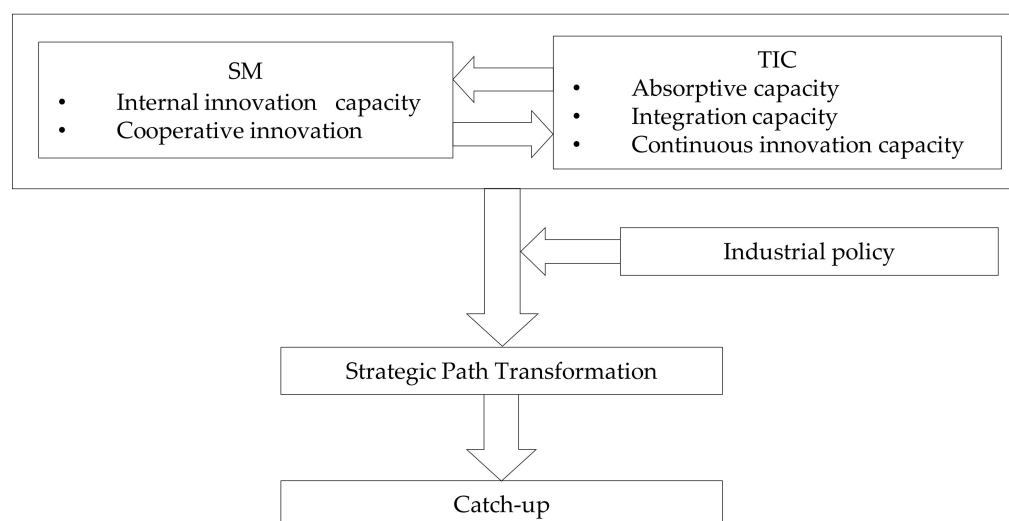 SM
• Internal innovation capacity
• Cooperative innovation
TIC
• Absorptive capacity
• Integration capacity
• Continuous innovation capacity
Industrial policy
Strategic Path Transformation
Catch-up